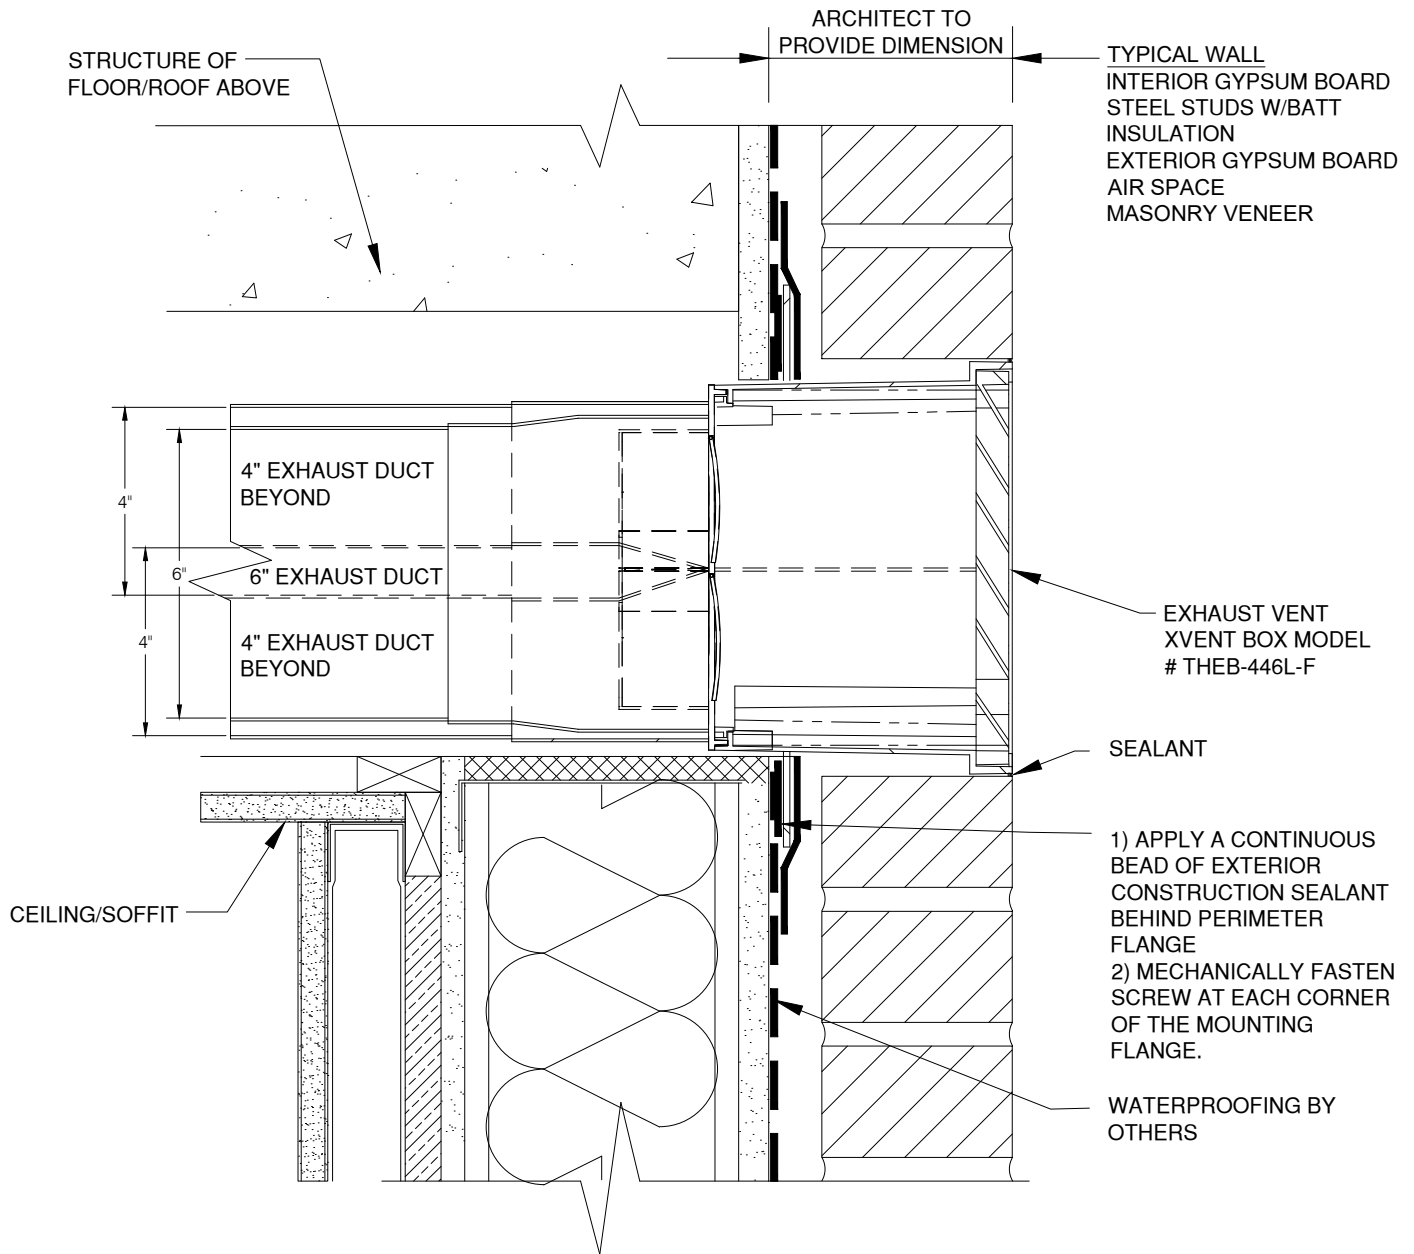 ARCHITECT TO
PROVIDE DIMENSION
STRUCTURE OF
FLOOR/ROOF ABOVE
TYPICAL WALL
INTERIOR GYPSUM BOARD
STEEL STUDS W/BATT
INSULATION
EXTERIOR GYPSUM BOARD
AIR SPACE
MASONRY VENEER
4" EXHAUST DUCT
BEYOND
4"
6"
6" EXHAUST DUCT
4"
4" EXHAUST DUCT
BEYOND
EXHAUST VENT
XVENT BOX MODEL
# THEB-446L-F
SEALANT
1) APPLY A CONTINUOUS
BEAD OF EXTERIOR
CONSTRUCTION SEALANT
BEHIND PERIMETER
FLANGE
2) MECHANICALLY FASTEN
SCREW AT EACH CORNER
OF THE MOUNTING
FLANGE.
CEILING/SOFFIT
WATERPROOFING BY
OTHERS